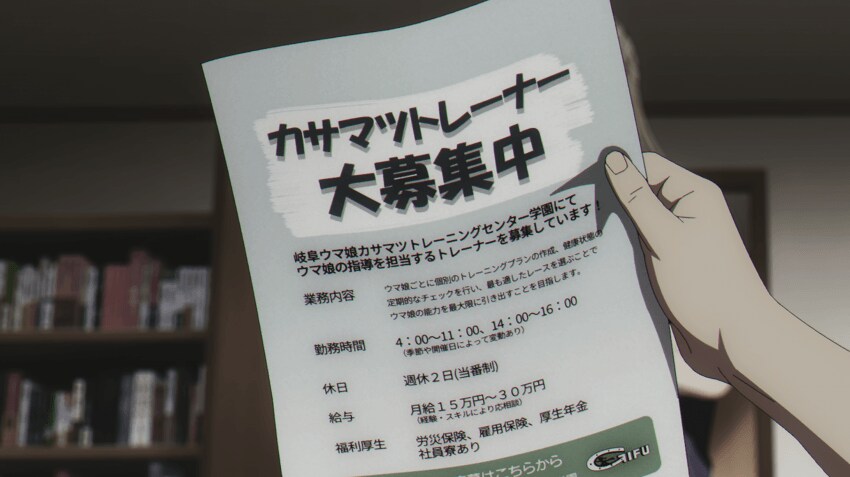 カサマツトレーナー
大募集中
岐阜ウマ娘カサマツトレーニングセンター学園にて
ウマ娘の指導を担当するトレーナーを募集しています!
業務内容
ウマ娘ごとに個別のトレーニングプランの作成、健康状態の
定期的なチェックを行い、最も適したレースを選ぶことで
ウマ娘の能力を最大限に引き出すことを目指します。
勤務時間
4:00〜11:00、14:00〜16:00
(季節や開催日によって変動あり)
休日
週休2日(当番制)
給与
月給15万円〜30万円
(経験・スキルにより応相談)
福利厚生
労災保険、雇用保険、厚生年金
社員寮あり
募はこちらから
GIFU